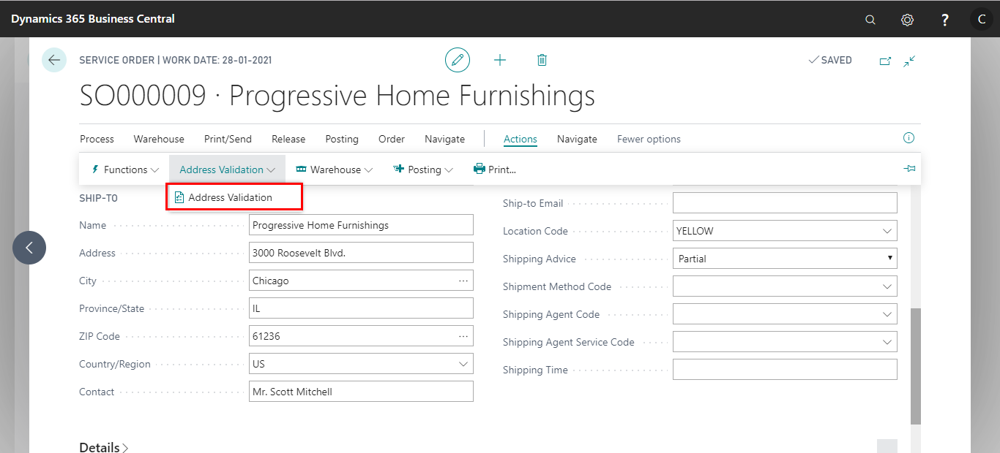 Dynamics 365 Business Central
?
C
SERVICE ORDER | WORK DATE: 28-01-2021
SAVED
SO000009 · Progressive Home Furnishings
Process Warehouse Print/Send Release Posting Order Navigate Actions Navigate Fewer options
Functions Address Validation Warehouse Posting Print...
Address Validation
SHIP-TO
Name Progressive Home Furnishings
Address 3000 Roosevelt Blvd.
City Chicago
Province/State IL
ZIP Code 61236
Country/Region US
Contact Mr. Scott Mitchell
Ship-to Email
Location Code YELLOW
Shipping Advice Partial
Shipment Method Code
Shipping Agent Code
Shipping Agent Service Code
Shipping Time
Details